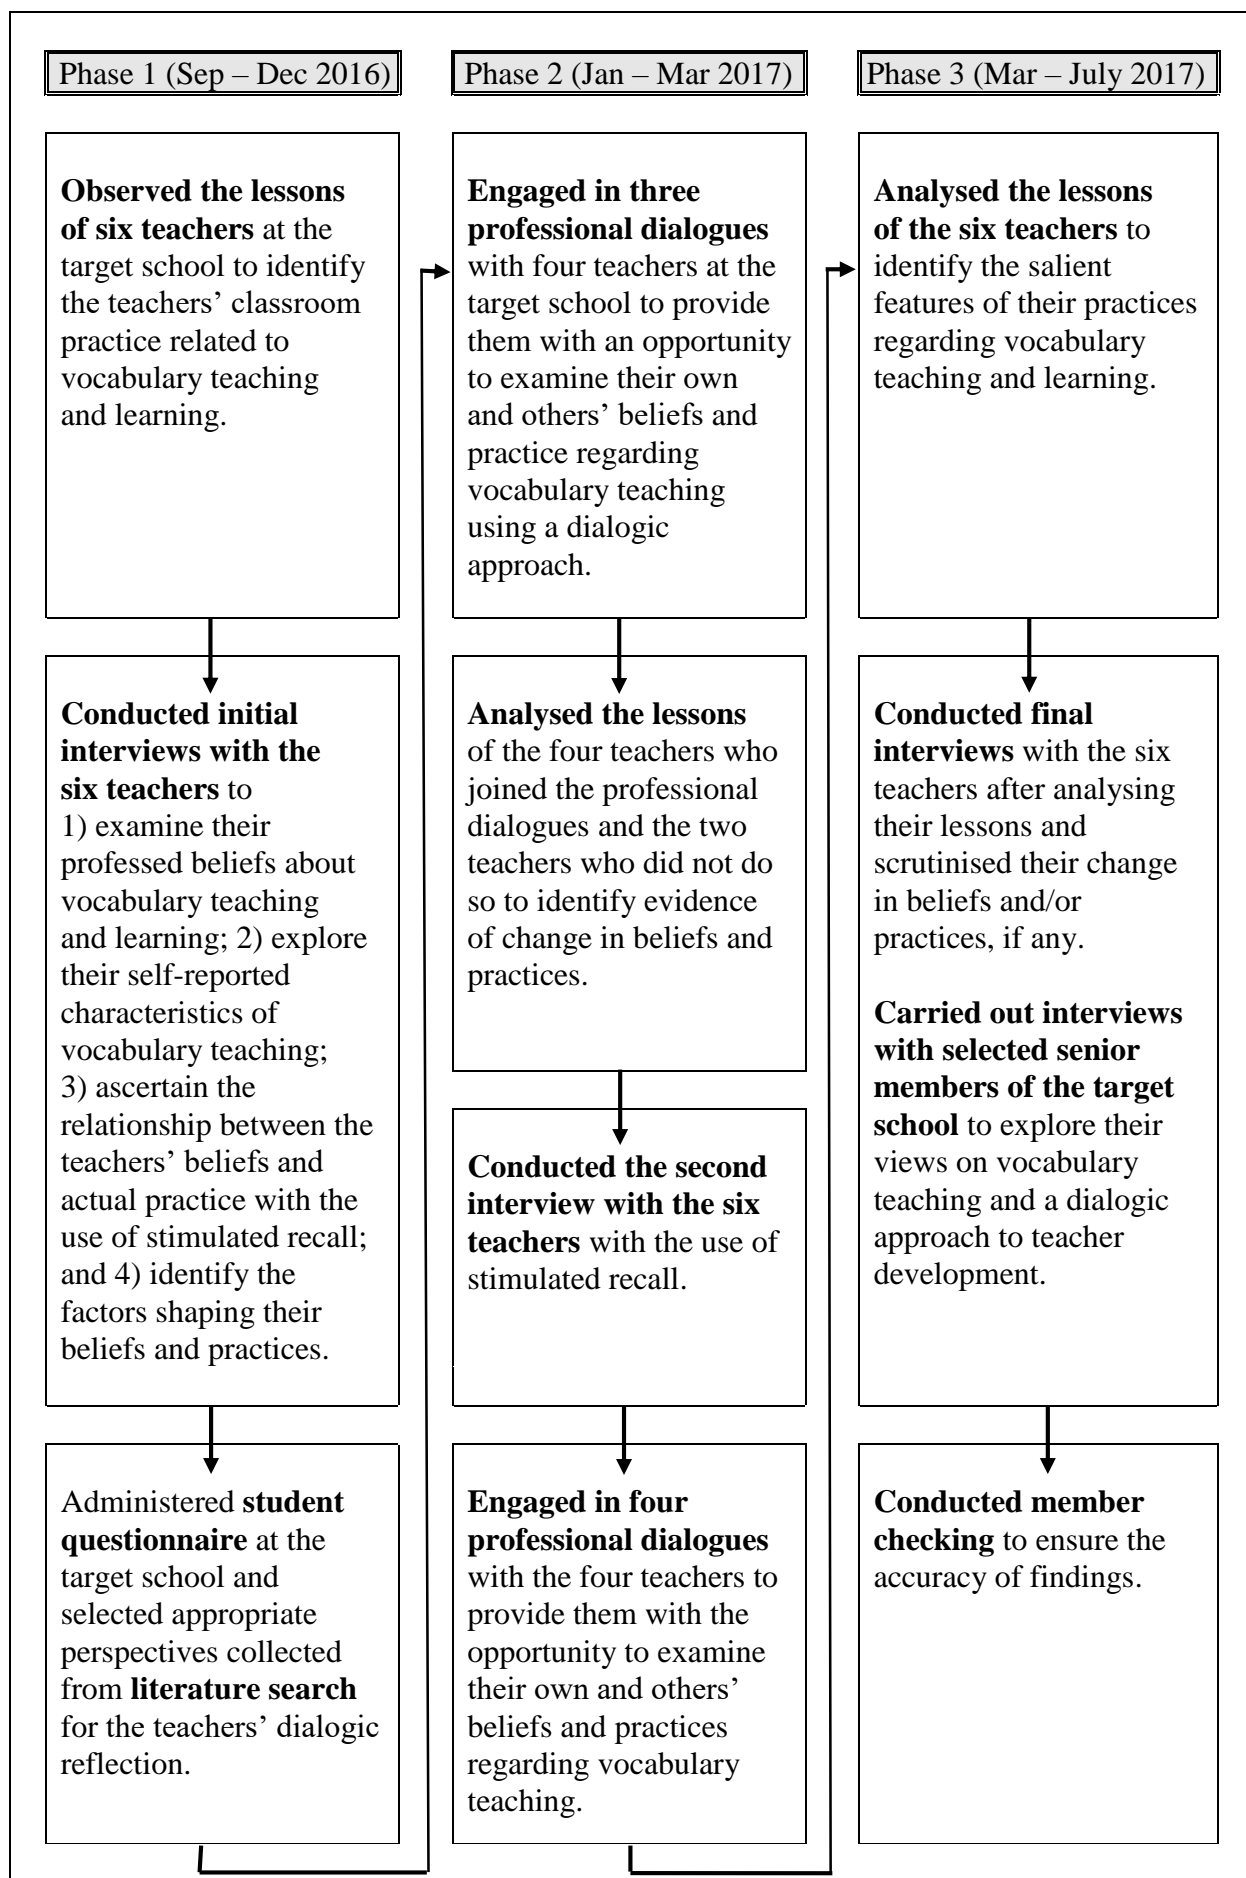 Phase 1 (Sep – Dec 2016)
Observed the lessons
of six teachers at the
target school to identify
the teachers’ classroom
practice related to
vocabulary teaching
and learning.
Conducted initial
interviews with the
six teachers to
1) examine their
professed beliefs about
vocabulary teaching
and learning; 2) explore
their self-reported
characteristics of
vocabulary teaching;
3) ascertain the
relationship between the
teachers’ beliefs and
actual practice with the
use of stimulated recall;
and 4) identify the
factors shaping their
beliefs and practices.
Administered student
questionnaire at the
target school and
selected appropriate
perspectives collected
from literature search
for the teachers’ dialogic
reflection.
Phase 2 (Jan – Mar 2017)
Engaged in three
professional dialogues
with four teachers at the
target school to provide
them with an opportunity
to examine their own
and others’ beliefs and
practice regarding
vocabulary teaching
using a dialogic
approach.
Analysed the lessons
of the four teachers who
joined the professional
dialogues and the two
teachers who did not do
so to identify evidence
of change in beliefs and
practices.
Conducted the second
interview with the six
teachers with the use of
stimulated recall.
Engaged in four
professional dialogues
with the four teachers to
provide them with the
opportunity to examine
their own and others’
beliefs and practices
regarding vocabulary
teaching.
Phase 3 (Mar – July 2017)
Analysed the lessons
of the six teachers to
identify the salient
features of their practices
regarding vocabulary
teaching and learning.
Conducted final
interviews with the six
teachers after analysing
their lessons and
scrutinised their change
in beliefs and/or
practices, if any.
Carried out interviews
with selected senior
members of the target
school to explore their
views on vocabulary
teaching and a dialogic
approach to teacher
development.
Conducted member
checking to ensure the
accuracy of findings.